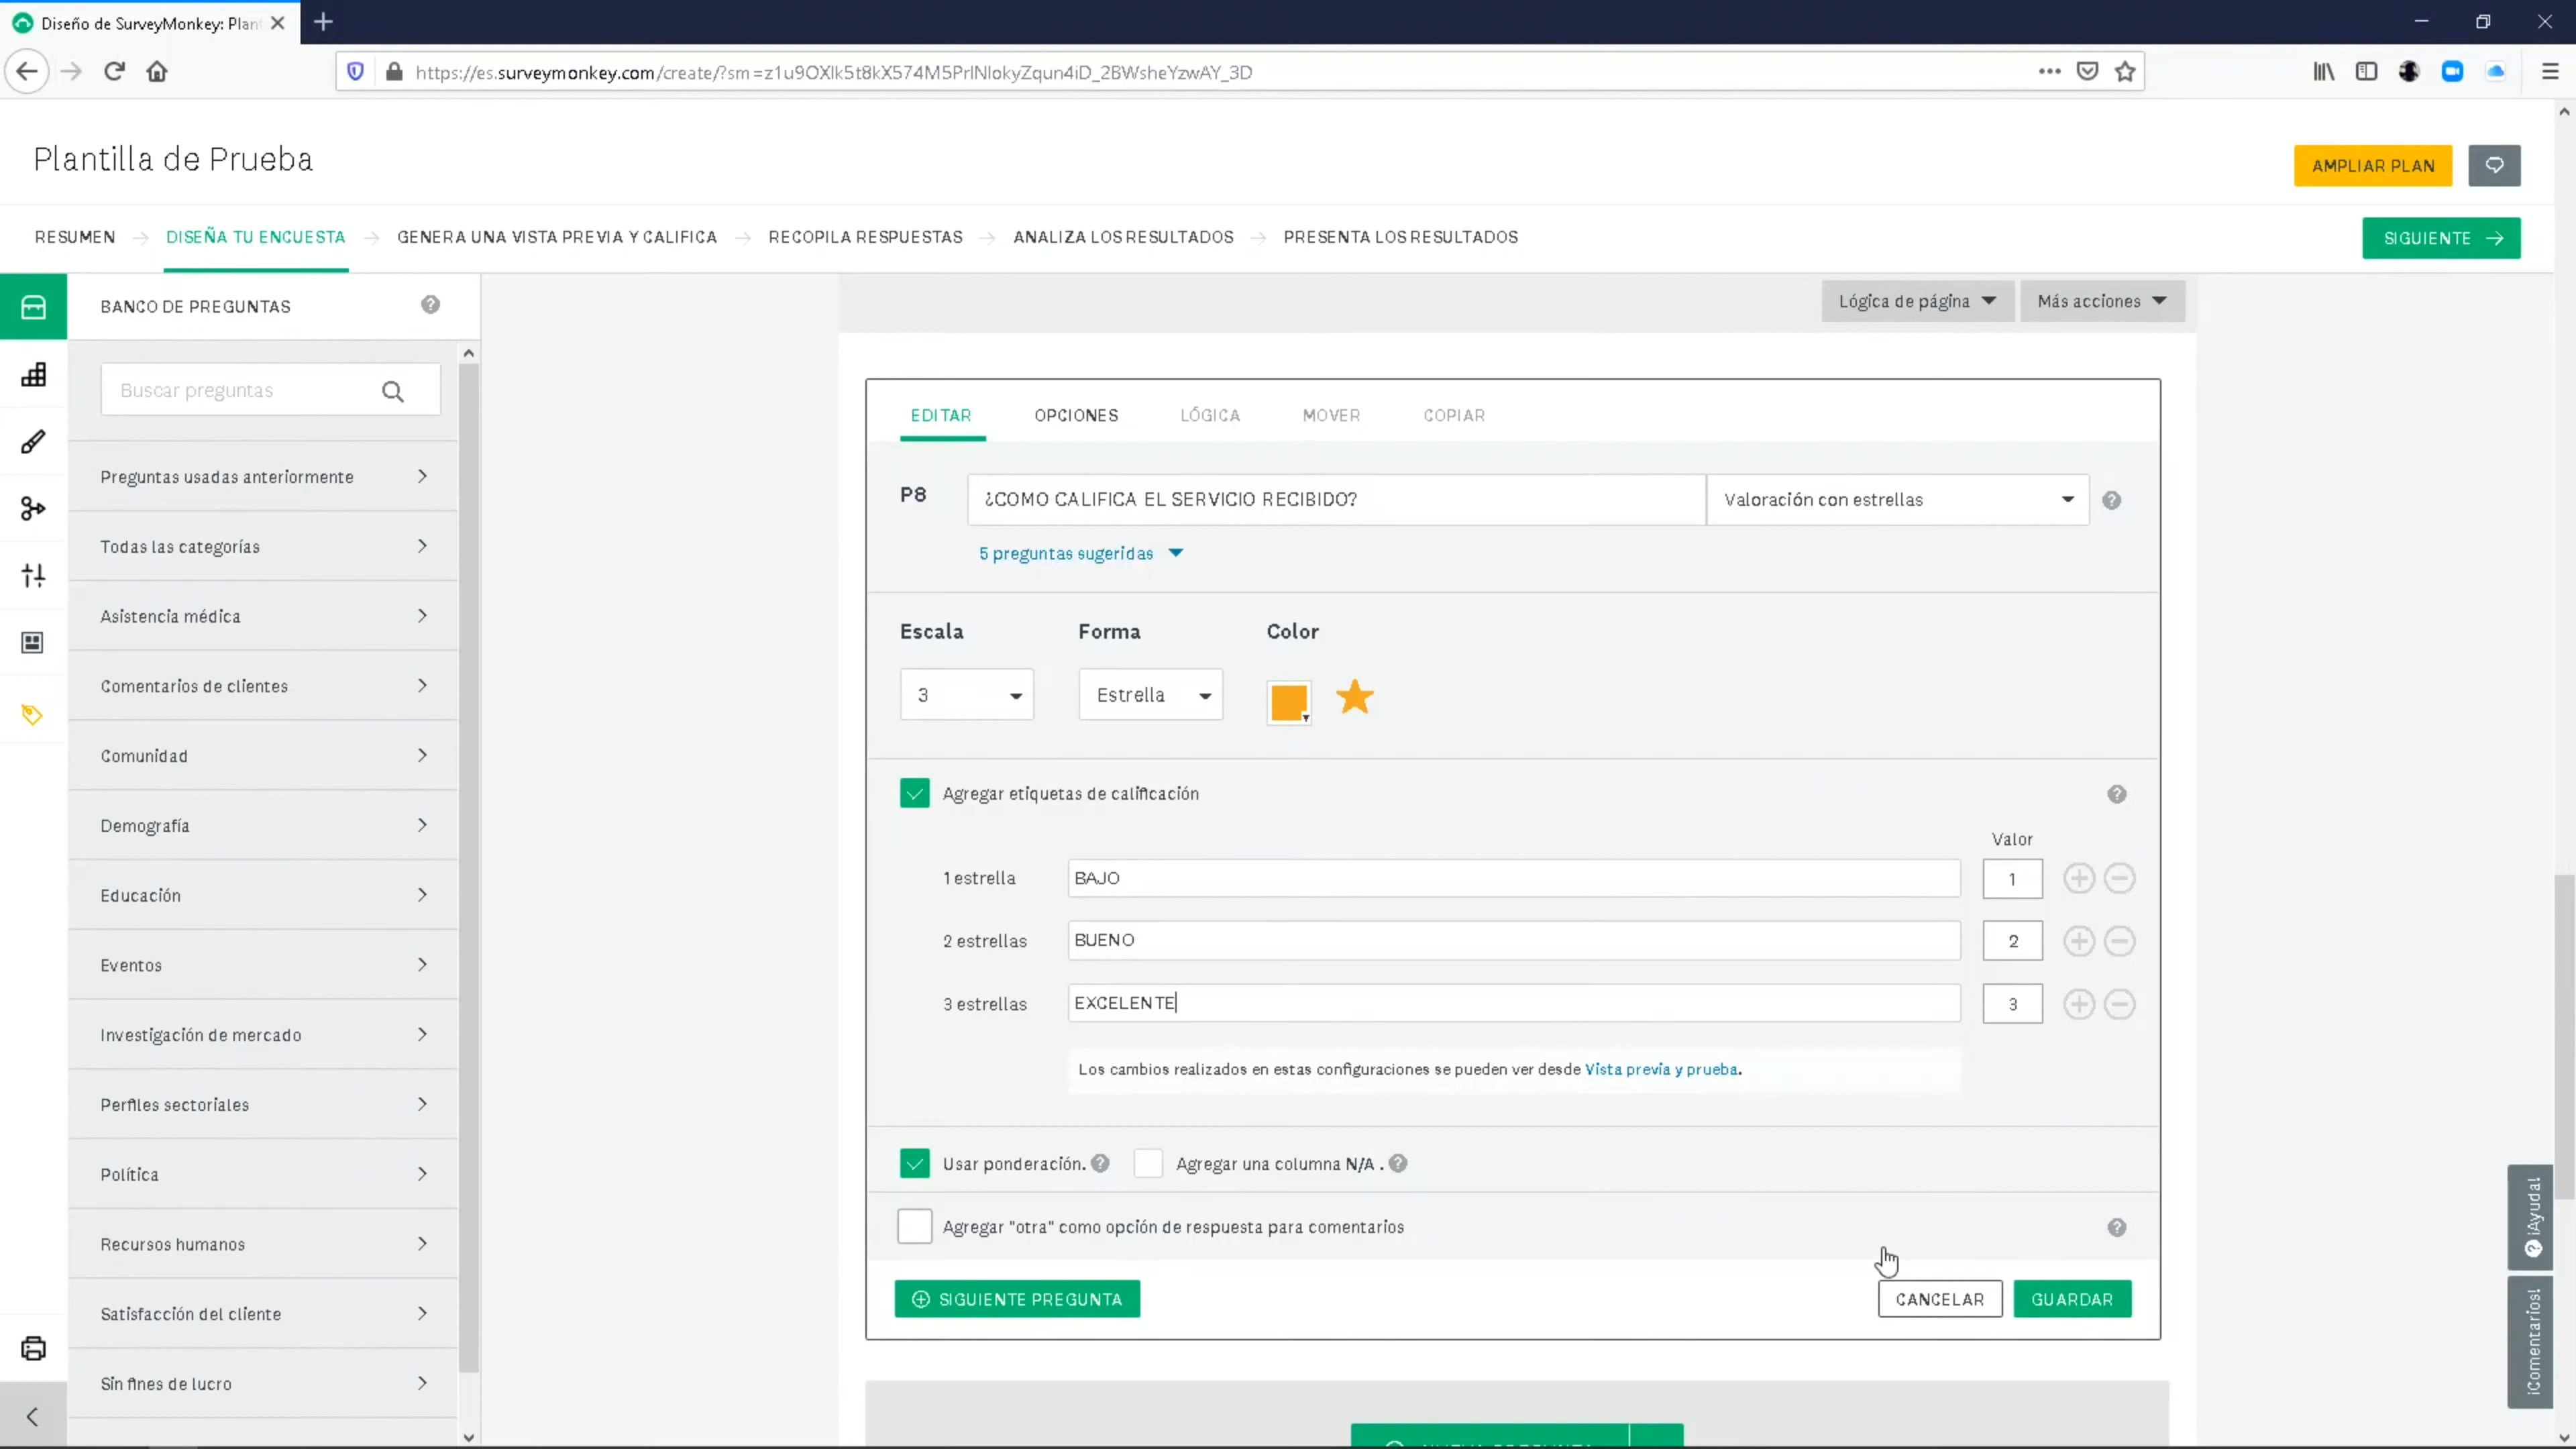 Diseño de SurveyMonkey: Plan
https://es.surveymonkey.com/create/?sm=z1u9OXlk5t8kX574M5PrlNlokyZqun4iD_2BWsheYzwAY_3D
Plantilla de Prueba
AMPLIAR PLAN
RESUMEN
DISEÑA TU ENCUESTA
GENERA UNA VISTA PREVIA Y CALIFICA
RECOPILA RESPUESTAS
ANALIZA LOS RESULTADOS
PRESENTA LOS RESULTADOS
SIGUIENTE
BANCO DE PREGUNTAS
Buscar preguntas
Preguntas usadas anteriormente
Todas las categorías
Asistencia médica
Comentarios de clientes
Comunidad
Demografía
Educación
Eventos
Investigación de mercado
Perfiles sectoriales
Política
Recursos humanos
Satisfacción del cliente
Sin fines de lucro
Lógica de página
Más acciones
EDITAR
OPCIONES
LÓGICA
MOVER
COPIAR
P8
¿COMO CALIFICA EL SERVICIO RECIBIDO?
Valoración con estrellas
5 preguntas sugeridas
Escala
Forma
Color
3
Estrella
Agregar etiquetas de calificación
Valor
1 estrella
BAJO
1
2 estrellas
BUENO
2
3 estrellas
EXCELENTE
3
Los cambios realizados en estas configuraciones se pueden ver desde Vista previa y prueba.
Usar ponderación.
Agregar una columna N/A .
Agregar "otra" como opción de respuesta para comentarios
SIGUIENTE PREGUNTA
CANCELAR
GUARDAR
¡Ayuda!
¡Comentarios!